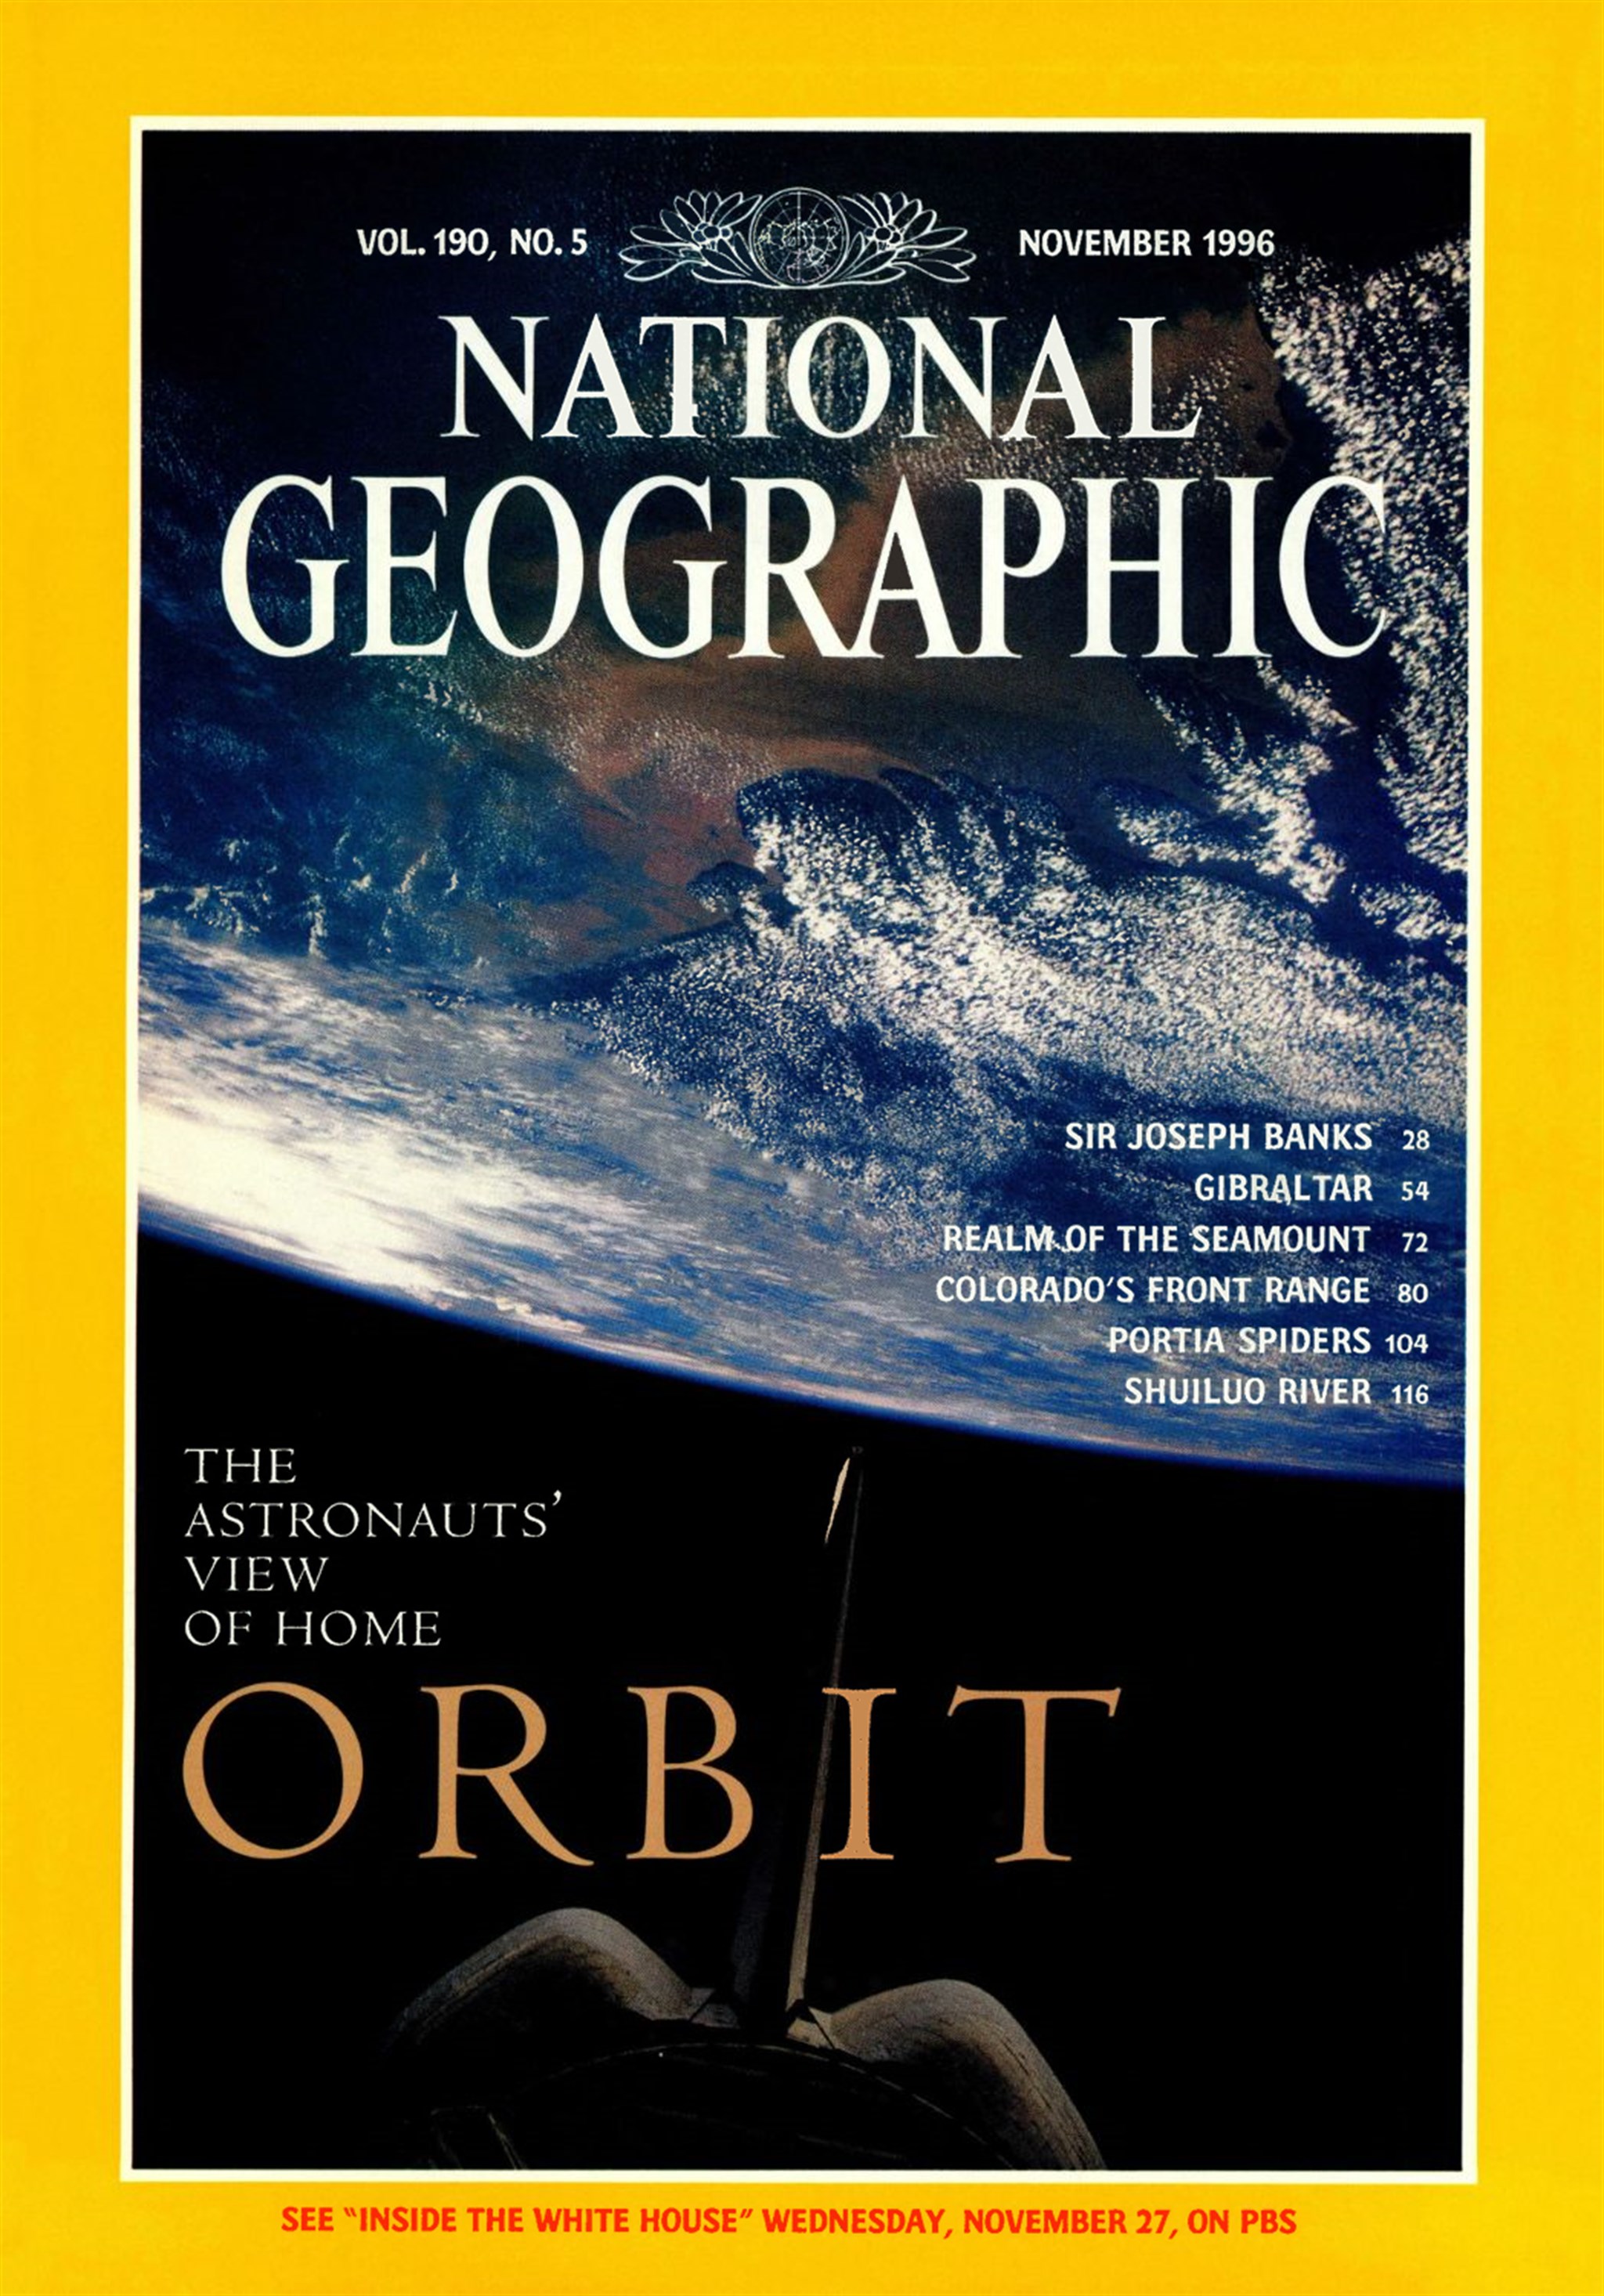 VOL. 190, NO. 5 NOVEMBER 1996
NATIONAL
GEOGRAPHIC
SIR JOSEPH BANKS 28
GIBRALTAR 54
REALM OF THE SEAMOUNT 72
COLORADO'S FRONT RANGE 80
PORTIA SPIDERS 104
SHUILUO RIVER 116
THE
ASTRONAUTS'
VIEW
OF HOME
ORBIT
SEE "INSIDE THE WHITE HOUSE" WEDNESDAY, NOVEMBER 27, ON PBS